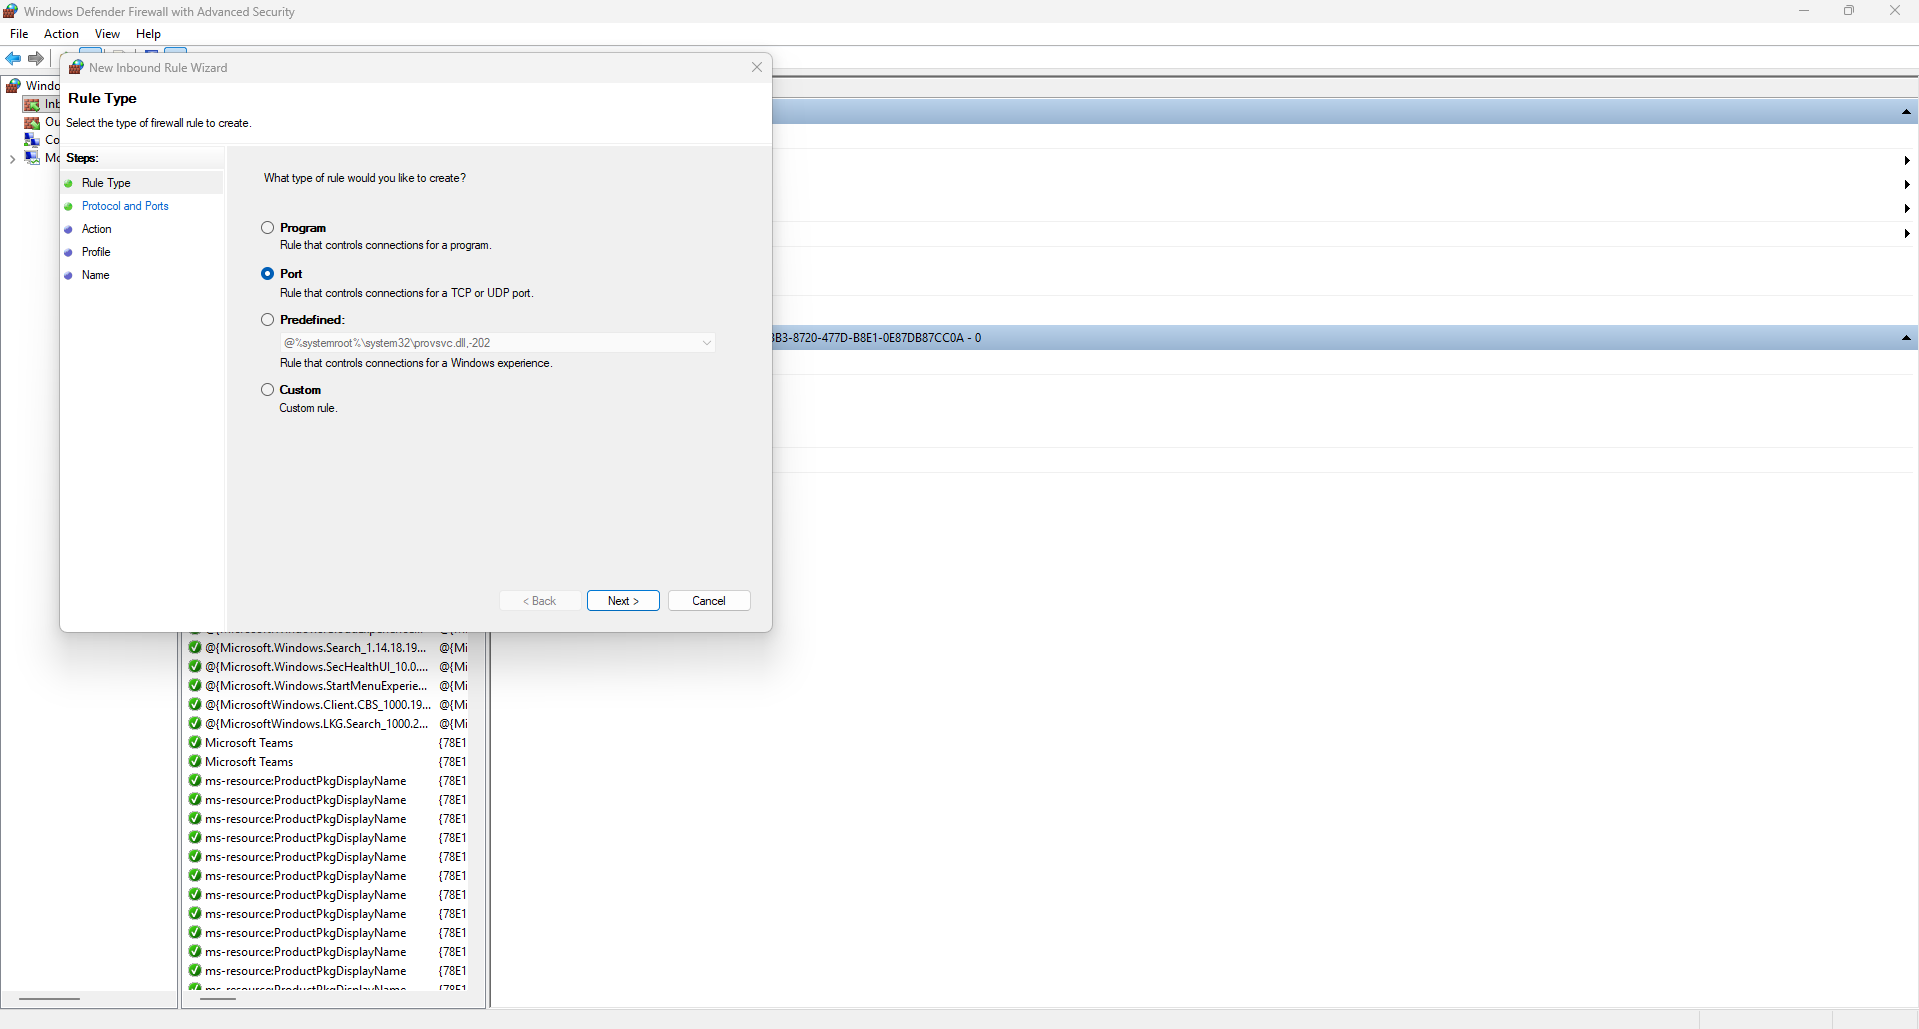 Windows Defender Firewall with Advanced Security
File Action View Help
New Inbound Rule Wizard
Rule Type
Select the type of firewall rule to create.
Steps:
Rule Type
Protocol and Ports
Action
Profile
Name
What type of rule would you like to create?
Program
Rule that controls connections for a program.
Port
Rule that controls connections for a TCP or UDP port.
Predefined:
@%systemroot%\system32\provsvc.dll,-202
Rule that controls connections for a Windows experience.
Custom
Custom rule.
< Back Next > Cancel
Windo
Inb
Ou
Co
Mo
3B3-8720-477D-B8E1-0E87DB87CC0A - 0
@{Microsoft.Windows.Search_1.14.18.19... @{Mi
@{Microsoft.Windows.SecHealthUI_10.0.... @{Mi
@{Microsoft.Windows.StartMenuExperie... @{Mi
@{MicrosoftWindows.Client.CBS_1000.19... @{Mi
@{MicrosoftWindows.LKG.Search_1000.2... @{Mi
Microsoft Teams {78E1
Microsoft Teams {78E1
ms-resource:ProductPkgDisplayName {78E1
ms-resource:ProductPkgDisplayName {78E1
ms-resource:ProductPkgDisplayName {78E1
ms-resource:ProductPkgDisplayName {78E1
ms-resource:ProductPkgDisplayName {78E1
ms-resource:ProductPkgDisplayName {78E1
ms-resource:ProductPkgDisplayName {78E1
ms-resource:ProductPkgDisplayName {78E1
ms-resource:ProductPkgDisplayName {78E1
ms-resource:ProductPkgDisplayName {78E1
ms-resource:ProductPkgDisplayName {78E1
ms-resource:ProductPkgDisplayName {78E1